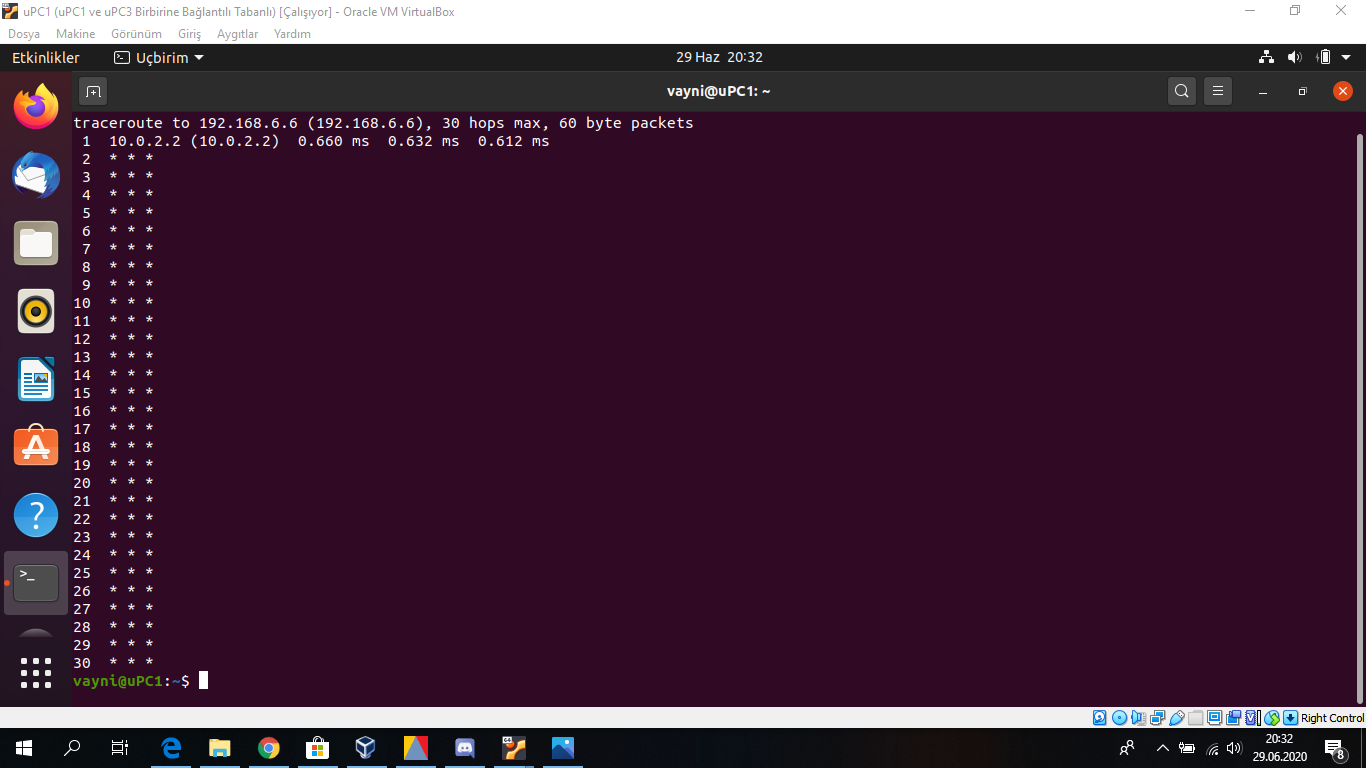 uPC1 (uPC1 ve uPC3 Birbirine Bağlantılı Tabanlı) [Çalışıyor] - Oracle VM VirtualBox
Dosya Makine Görünüm Giriş Aygıtlar Yardım
Etkinlikler Uçbirim 29 Haz 20:32
vayni@uPC1: ~
traceroute to 192.168.6.6 (192.168.6.6), 30 hops max, 60 byte packets
1 10.0.2.2 (10.0.2.2) 0.660 ms 0.632 ms 0.612 ms
2 * * *
3 * * *
4 * * *
5 * * *
6 * * *
7 * * *
8 * * *
9 * * *
10 * * *
11 * * *
12 * * *
13 * * *
14 * * *
15 * * *
16 * * *
17 * * *
18 * * *
19 * * *
20 * * *
21 * * *
22 * * *
23 * * *
24 * * *
25 * * *
26 * * *
27 * * *
28 * * *
29 * * *
30 * * *
vayni@uPC1:~$
Right Control
20:32
29.06.2020
8